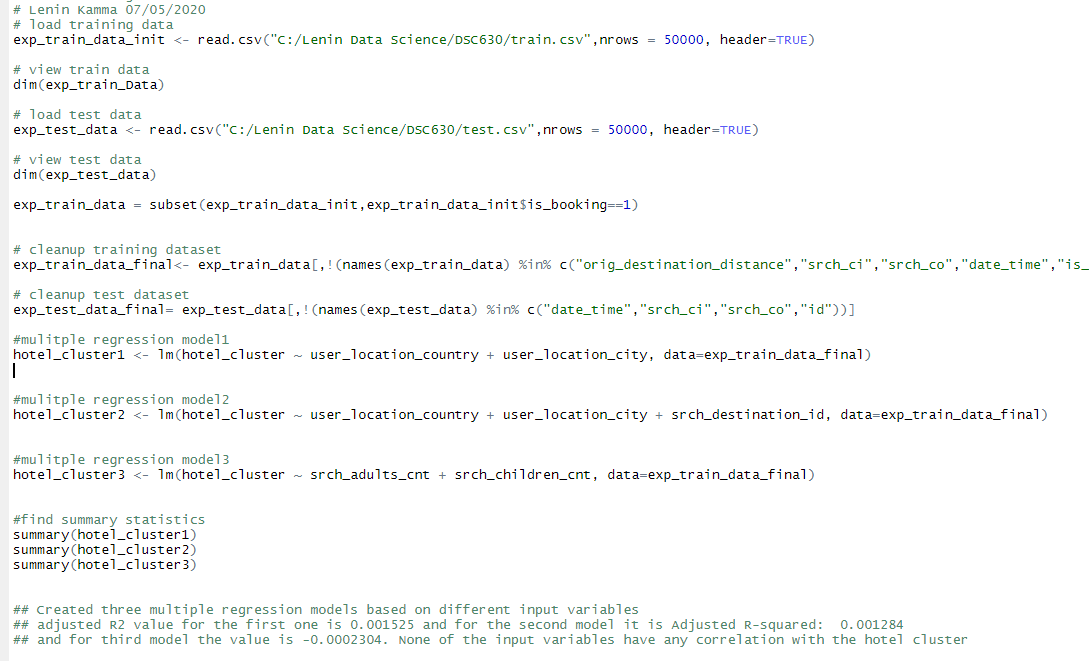 # Lenin Kamma 07/05/2020
# load training data
exp_train_data_init <- read.csv("C:/Lenin Data Science/DSC630/train.csv",nrows = 50000, header=TRUE)
# view train data
dim(exp_train_Data)
# load test data
exp_test_data <- read.csv("C:/Lenin Data Science/DSC630/test.csv",nrows = 50000, header=TRUE)
# view test data
dim(exp_test_data)
exp_train_data = subset(exp_train_data_init,exp_train_data_init$is_booking==1)
# cleanup training dataset
exp_train_data_final<- exp_train_data[,!(names(exp_train_data) %in% c("orig_destination_distance","srch_ci","srch_co","date_time","is_
# cleanup test dataset
exp_test_data_final= exp_test_data[,!(names(exp_test_data) %in% c("date_time","srch_ci","srch_co","id"))]
#mulitple regression model1
hotel_cluster1 <- lm(hotel_cluster ~ user_location_country + user_location_city, data=exp_train_data_final)
#mulitple regression model2
hotel_cluster2 <- lm(hotel_cluster ~ user_location_country + user_location_city + srch_destination_id, data=exp_train_data_final)
#mulitple regression model3
hotel_cluster3 <- lm(hotel_cluster ~ srch_adults_cnt + srch_children_cnt, data=exp_train_data_final)
#find summary statistics
summary(hotel_cluster1)
summary(hotel_cluster2)
summary(hotel_cluster3)
## Created three multiple regression models based on different input variables
## adjusted R2 value for the first one is 0.001525 and for the second model it is Adjusted R-squared:  0.001284
## and for third model the value is -0.0002304. None of the input variables have any correlation with the hotel cluster